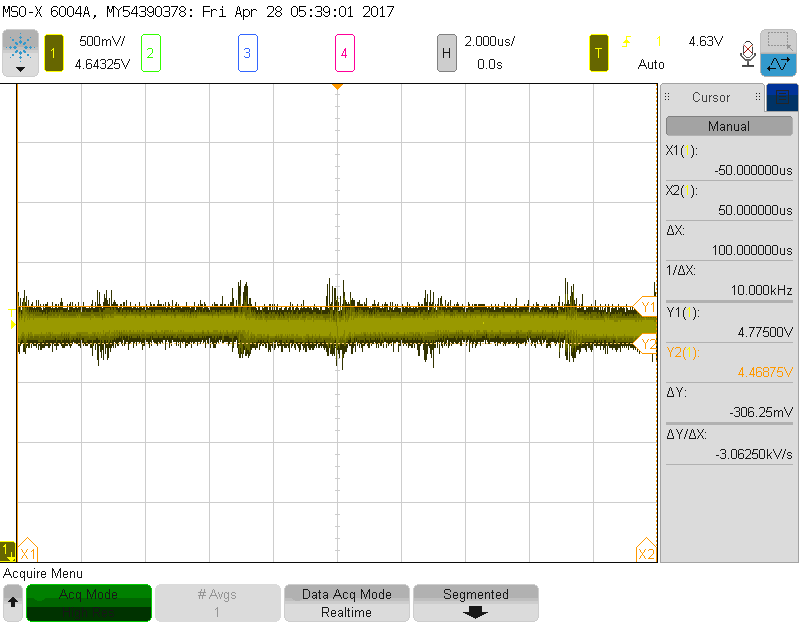 MSO-X 6004A, MY54390378: Fri Apr 28 05:39:01 2017
1 500mV/ 2 3 4 H 2.000us/ T 1 4.63V
4.64325V 0.0s Auto
Cursor
Manual
X1( ):
-50.000000us
X2( ):
50.000000us
ΔX:
100.000000us
1/ΔX:
10.000kHz
Y1( ):
4.77500V
Y2( ):
4.46875V
ΔY:
-306.25mV
ΔY/ΔX:
-3.06250kV/s
T
Y1
Y2
1 X1 X2
Acquire Menu
Acq Mode # Avgs Data Acq Mode Segmented
1 Realtime